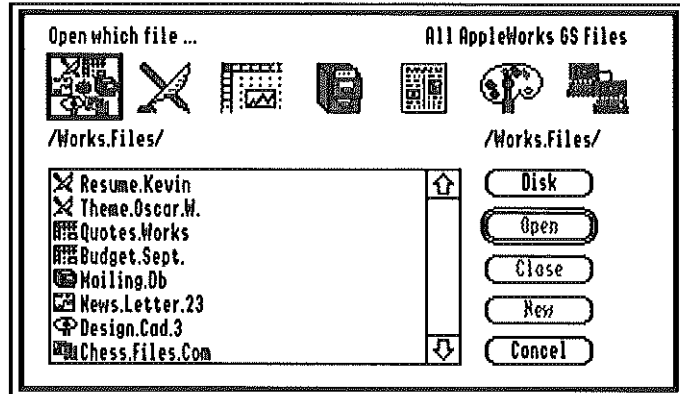 Open which file ...
All AppleWorks GS Files
/Works.Files/
/Works.Files/
Resume.Kevin
Theme.Oscar.W.
Quotes.Works
Budget.Sept.
Mailing.Db
News.Letter.23
Design.Cad.3
Chess.Files.Com
Disk
Open
Close
New
Cancel